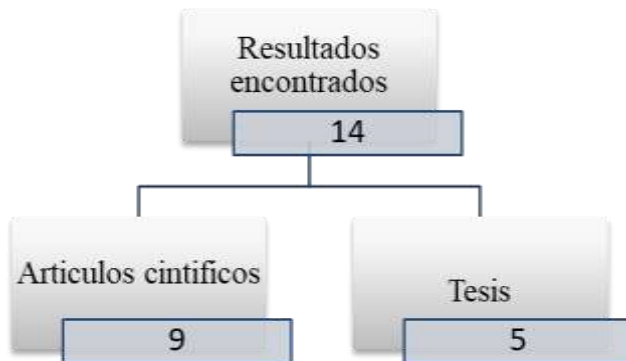 Resultados
encontrados
14
Articulos cintificos
9
Tesis
5